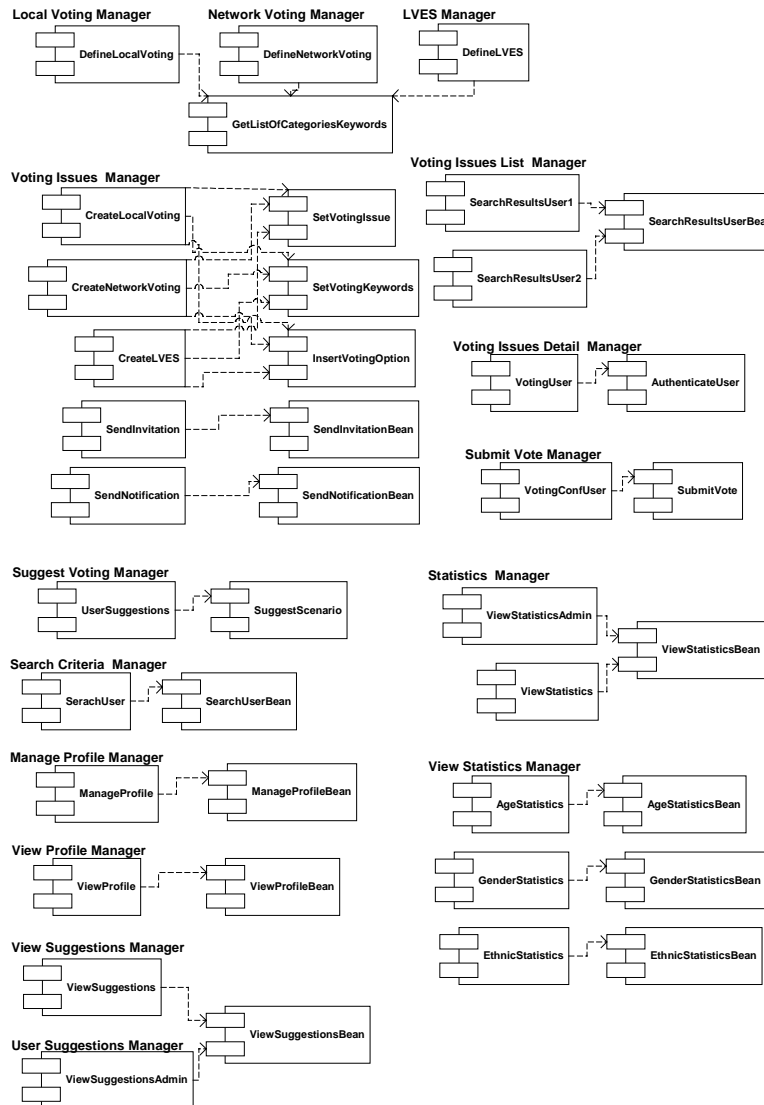 Local Voting Manager
Network Voting Manager
LVES Manager
DefineLocalVoting
DefineNetworkVoting
DefineLVES
GetListOfCategoriesKeywords
Voting Issues Manager
CreateLocalVoting
SetVotingIssue
CreateNetworkVoting
SetVotingKeywords
CreateLVES
InsertVotingOption
SendInvitation
SendInvitationBean
SendNotification
SendNotificationBean
Voting Issues List Manager
SearchResultsUser1
SearchResultsUserBea
SearchResultsUser2
Voting Issues Detail Manager
VotingUser
AuthenticateUser
Submit Vote Manager
VotingConfUser
SubmitVote
Suggest Voting Manager
UserSuggestions
SuggestScenario
Statistics Manager
ViewStatisticsAdmin
ViewStatisticsBean
ViewStatistics
Search Criteria Manager
SerachUser
SearchUserBean
Manage Profile Manager
ManageProfile
ManageProfileBean
View Statistics Manager
AgeStatistics
AgeStatisticsBean
GenderStatistics
GenderStatisticsBean
EthnicStatistics
EthnicStatisticsBean
View Profile Manager
ViewProfile
ViewProfileBean
View Suggestions Manager
ViewSuggestions
ViewSuggestionsBean
User Suggestions Manager
ViewSuggestionsAdmin